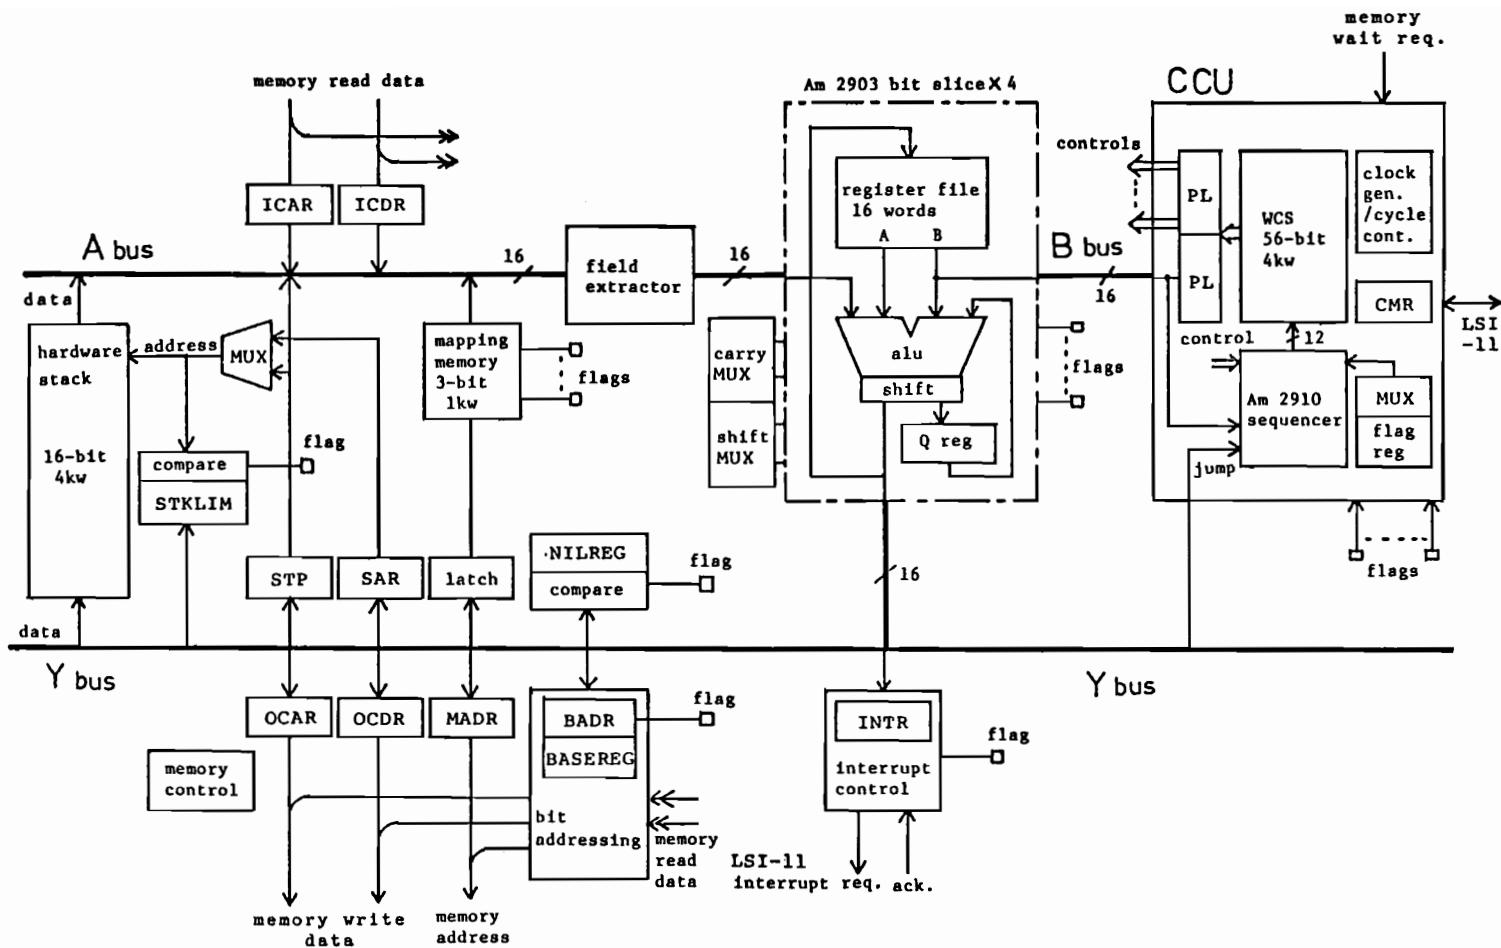 memory
wait req.
memory read data
Am 2903 bit slice X 4
CCU
controls
register file
16 words
A B
PL
WCS
56-bit
4kw
clock
gen.
/cycle
cont.
ICAR
ICDR
A bus
16
field
extractor
16
B bus
16
PL
CMR
LSI
-11
data
hardware
stack
address
MUX
mapping
memory
3-bit
1kw
flags
carry
MUX
alu
shift
flags
control
12
Am 2910
sequencer
MUX
flag
reg
16-bit
4kw
compare
flag
STKLIM
shift
MUX
Q reg
jump
STP
SAR
latch
·NILREG
compare
flag
16
flags
data
Y bus
Y bus
OCAR
OCDR
MADR
BADR
flag
BASEREG
INTR
flag
interrupt
control
memory
control
bit
addressing
memory
read
data
LSI-11
interrupt req. ack.
memory write
data
memory
address